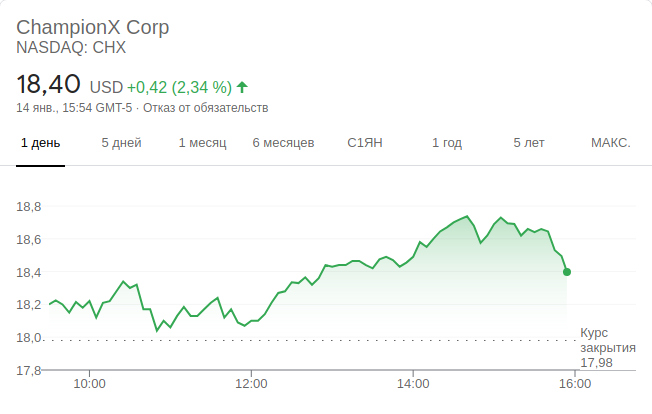 ChampionX Corp
NASDAQ: CHX
18,40 USD +0,42 (2,34 %)
14 янв., 15:54 GMT-5 · Отказ от обязательств
1 день 5 дней 1 месяц 6 месяцев С1ЯН 1 год 5 лет МАКС.
18,8
18,6
18,4
18,2
18,0
Курс
закрытия
17,98
17,8
10:00 12:00 14:00 16:00